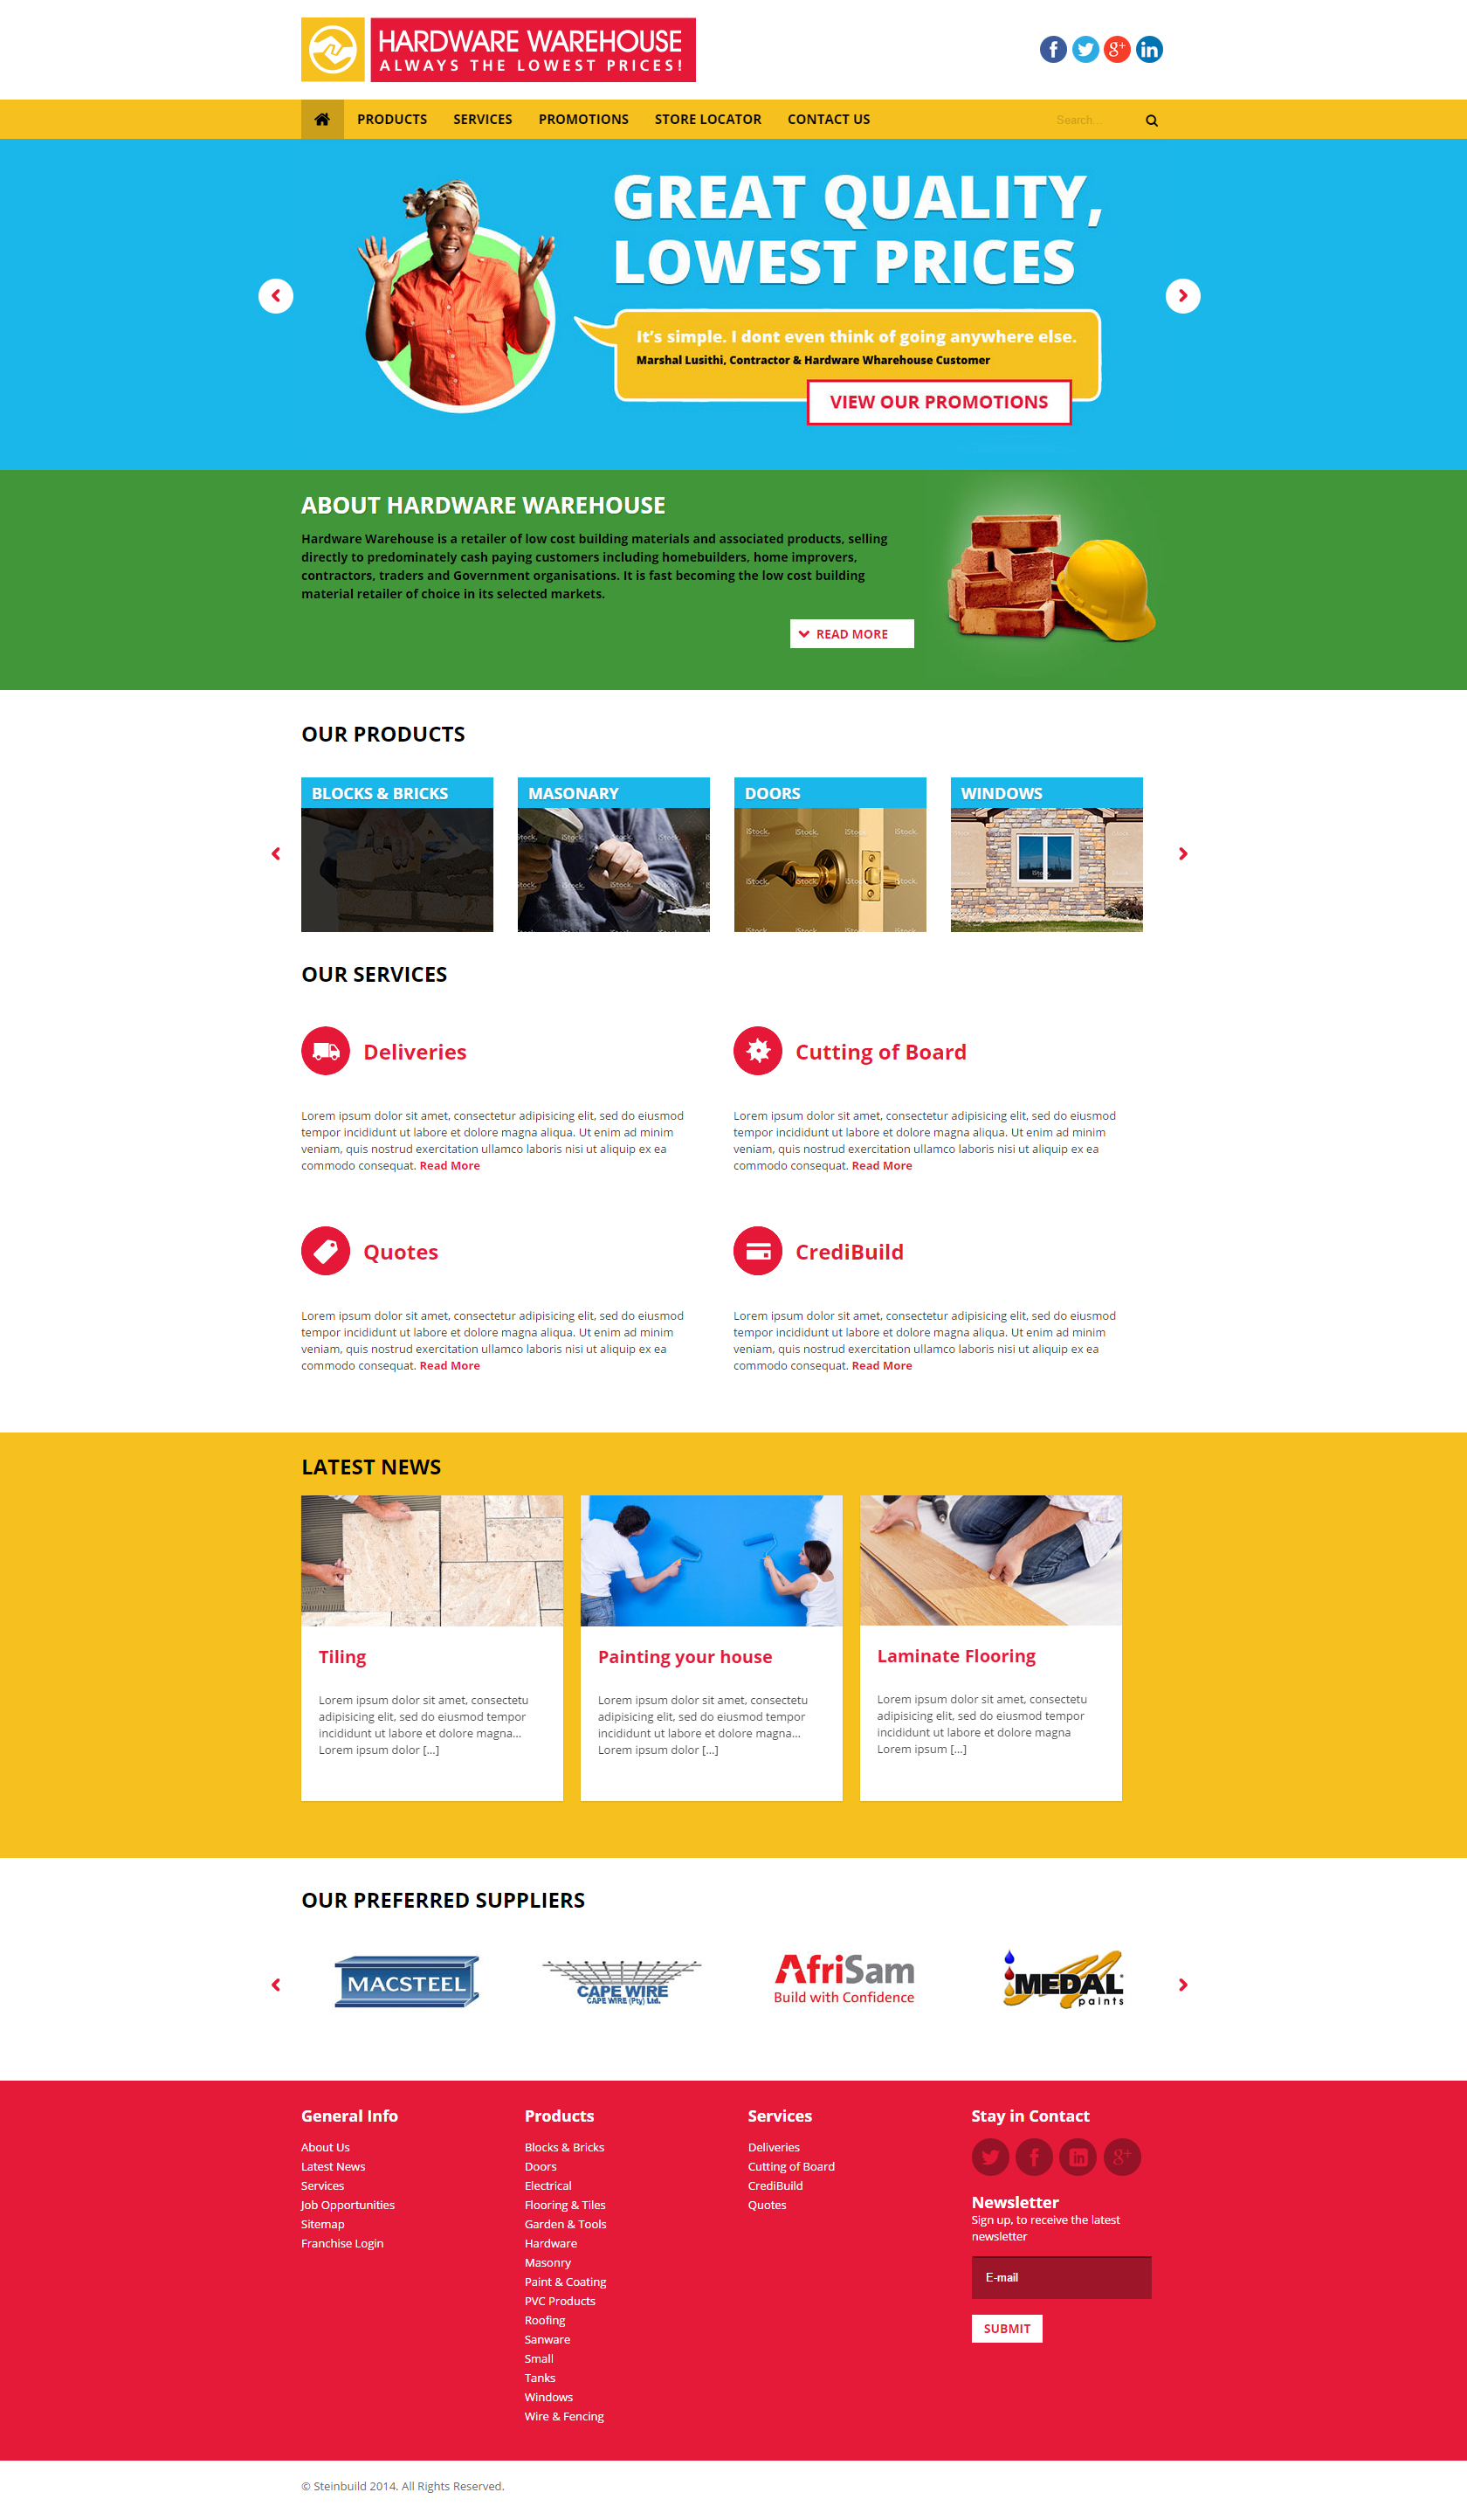 HARDWARE WAREHOUSE
ALWAYS THE LOWEST PRICES!
PRODUCTS SERVICES PROMOTIONS STORE LOCATOR CONTACT US Search...
GREAT QUALITY,
LOWEST PRICES
It's simple. I dont even think of going anywhere else.
Marshal Lusithi, Contractor & Hardware Wharehouse Customer
VIEW OUR PROMOTIONS
ABOUT HARDWARE WAREHOUSE
Hardware Warehouse is a retailer of low cost building materials and associated products, selling
directly to predominately cash paying customers including homebuilders, home improvers,
contractors, traders and Government organisations. It is fast becoming the low cost building
material retailer of choice in its selected markets.
READ MORE
OUR PRODUCTS
BLOCKS & BRICKS
MASONARY
DOORS
WINDOWS
OUR SERVICES
Deliveries
Lorem ipsum dolor sit amet, consectetur adipisicing elit, sed do eiusmod
tempor incididunt ut labore et dolore magna aliqua. Ut enim ad minim
veniam, quis nostrud exercitation ullamco laboris nisi ut aliquip ex ea
commodo consequat. Read More
Cutting of Board
Lorem ipsum dolor sit amet, consectetur adipisicing elit, sed do eiusmod
tempor incididunt ut labore et dolore magna aliqua. Ut enim ad minim
veniam, quis nostrud exercitation ullamco laboris nisi ut aliquip ex ea
commodo consequat. Read More
Quotes
Lorem ipsum dolor sit amet, consectetur adipisicing elit, sed do eiusmod
tempor incididunt ut labore et dolore magna aliqua. Ut enim ad minim
veniam, quis nostrud exercitation ullamco laboris nisi ut aliquip ex ea
commodo consequat. Read More
CrediBuild
Lorem ipsum dolor sit amet, consectetur adipisicing elit, sed do eiusmod
tempor incididunt ut labore et dolore magna aliqua. Ut enim ad minim
veniam, quis nostrud exercitation ullamco laboris nisi ut aliquip ex ea
commodo consequat. Read More
LATEST NEWS
Tiling
Lorem ipsum dolor sit amet, consectetu
adipisicing elit, sed do eiusmod tempor
incididunt ut labore et dolore magna...
Lorem ipsum dolor [...]
Painting your house
Lorem ipsum dolor sit amet, consectetu
adipisicing elit, sed do eiusmod tempor
incididunt ut labore et dolore magna...
Lorem ipsum dolor [...]
Laminate Flooring
Lorem ipsum dolor sit amet, consectetu
adipisicing elit, sed do eiusmod tempor
incididunt ut labore et dolore magna
Lorem ipsum [...]
OUR PREFERRED SUPPLIERS
MACSTEEL
CAPE WIRE
CAPE WIRE (Pty) Ltd.
AfriSam
Build with Confidence
MEDAL
paints
General Info
About Us
Latest News
Services
Job Opportunities
Sitemap
Franchise Login
Products
Blocks & Bricks
Doors
Electrical
Flooring & Tiles
Garden & Tools
Hardware
Masonry
Paint & Coating
PVC Products
Roofing
Sanware
Small
Tanks
Windows
Wire & Fencing
Services
Deliveries
Cutting of Board
CrediBuild
Quotes
Stay in Contact
Newsletter
Sign up, to receive the latest
newsletter
E-mail
SUBMIT
© Steinbuild 2014. All Rights Reserved.